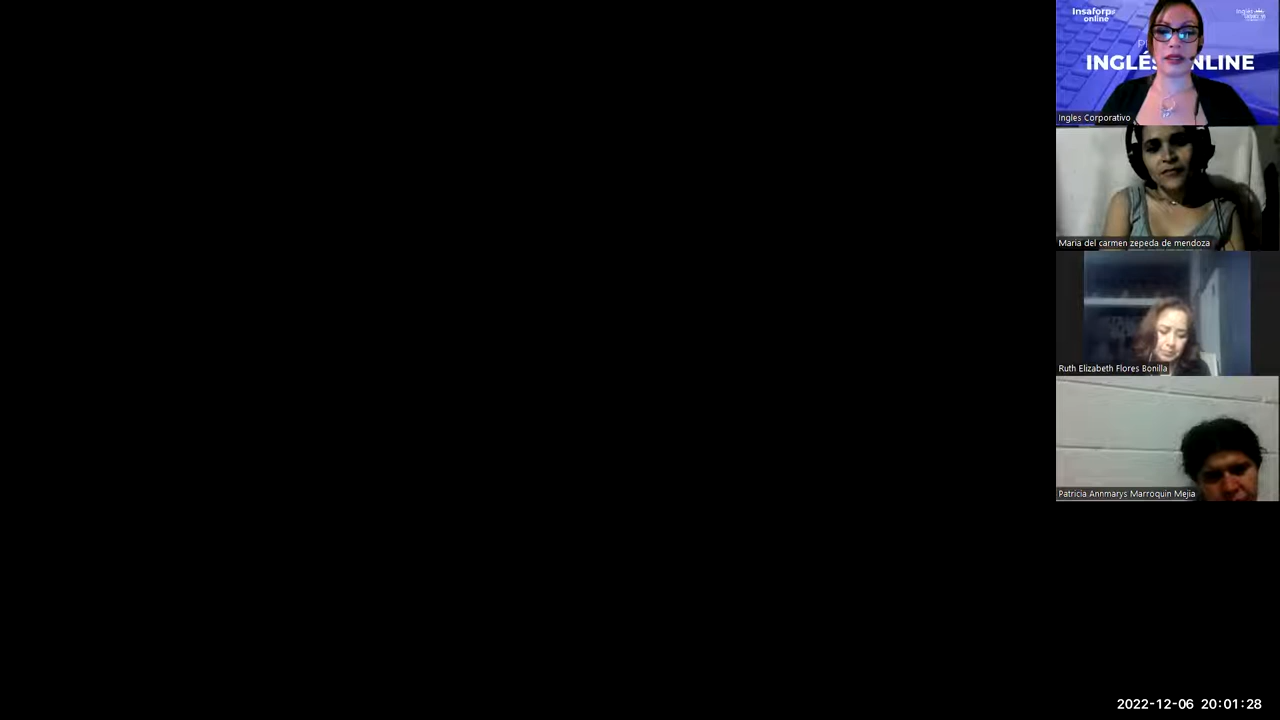 Insaforp
online
INGLÉS ONLINE
Ingles Corporativo
Maria del carmen zepeda de mendoza
Ruth Elizabeth Flores Bonilla
Patricia Annmarys Marroquin Mejia
2022-12-06 20:01:28